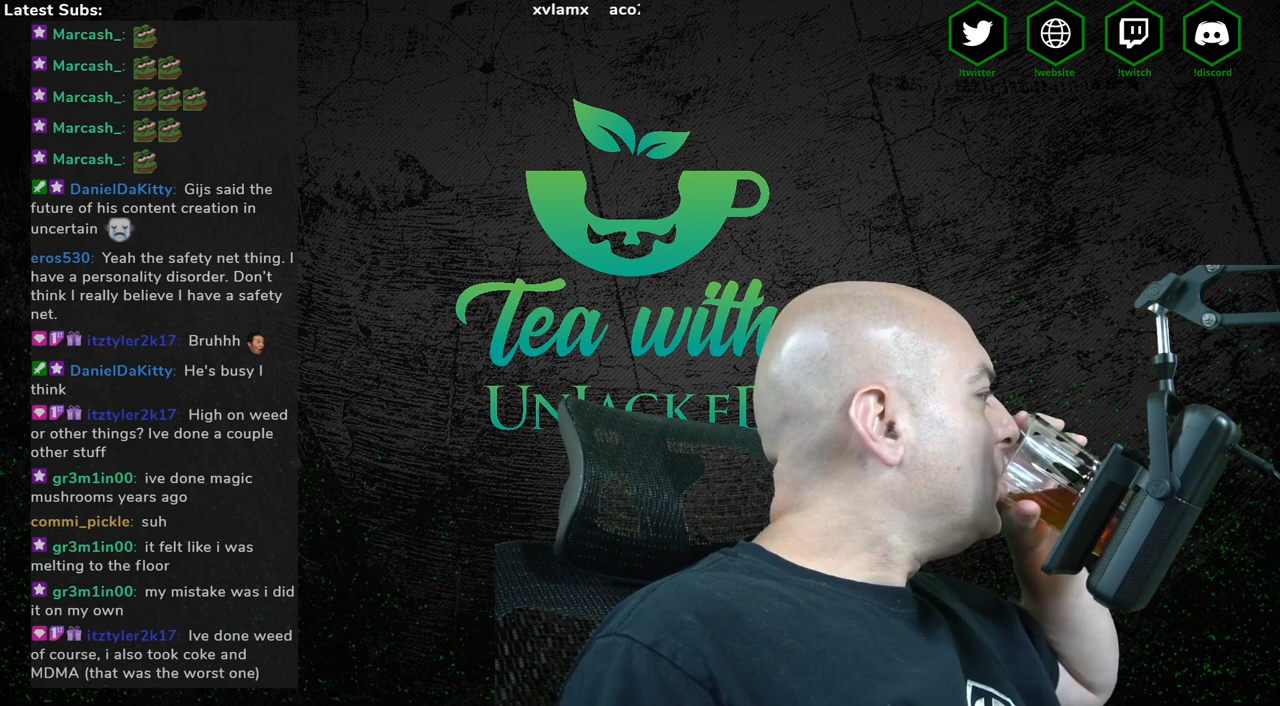 Latest Subs:
xvlamx aco
!twitter !website !twitch !discord
Marcash_:
Marcash_:
Marcash_:
Marcash_:
Marcash_:
DanielDaKitty: Gijs said the
future of his content creation in
uncertain
eros530: Yeah the safety net thing. I
have a personality disorder. Don't
think I really believe I have a safety
net.
itztyler2k17: Bruhhh
DanielDaKitty: He's busy I
think
itztyler2k17: High on weed
or other things? Ive done a couple
other stuff
gr3m1in00: ive done magic
mushrooms years ago
commi_pickle: suh
gr3m1in00: it felt like i was
melting to the floor
gr3m1in00: my mistake was i did
it on my own
itztyler2k17: Ive done weed
of course, i also took coke and
MDMA (that was the worst one)
Tea with
UNJACKED